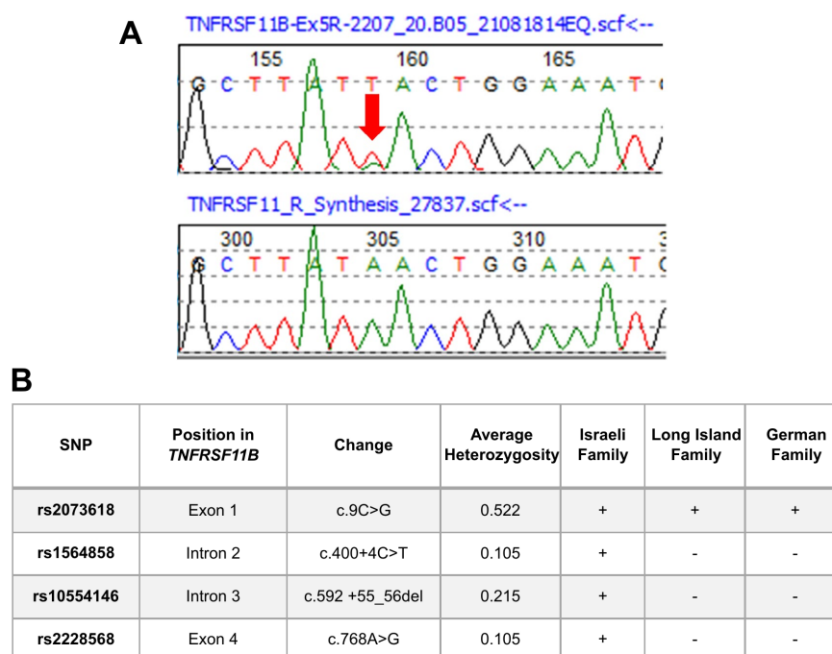 A
TNFRSF11B-Ex5R-2207_20.B05_21081814EQ.scf<--
155 160 165
G C T T A T T A C T G G A A A T
TNFRSF11_R_Synthesis_27837.scf<--
300 305 310
G C T T A T A A C T G G A A A T
B
SNP Position in TNFRSF11B Change Average Heterozygosity Israeli Family Long Island Family German Family
rs2073618 Exon 1 c.9C>G 0.522 + + +
rs1564858 Intron 2 c.400+4C>T 0.105 + - -
rs10554146 Intron 3 c.592 +55_56del 0.215 + - -
rs2228568 Exon 4 c.768A>G 0.105 + - -